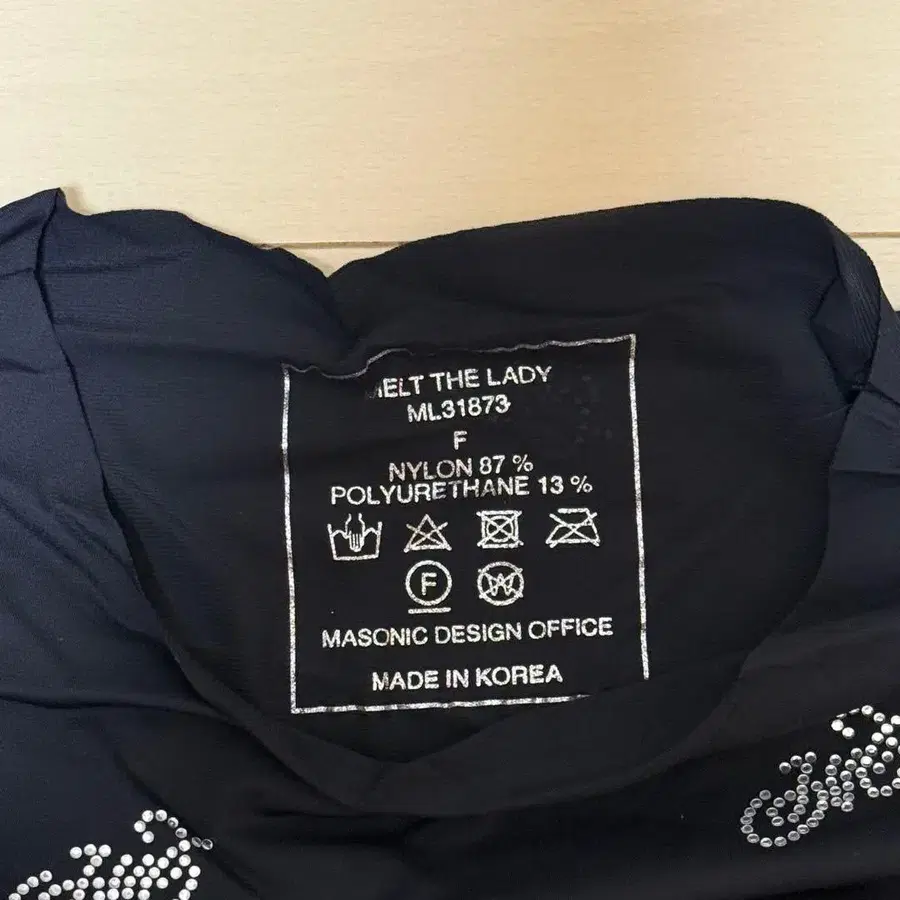 MELT THE LADY
ML31873
F
NYLON 87 %
POLYURETHANE 13 %
F
W
MASONIC DESIGN OFFICE
MADE IN KOREA